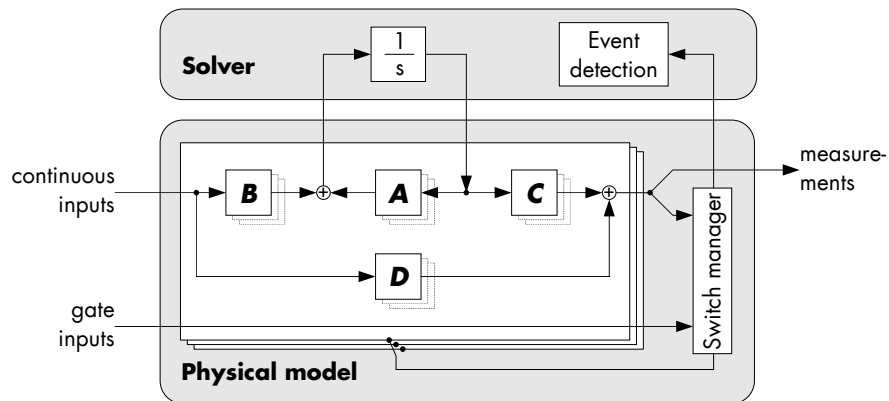 Solver
1
s
Event
detection
continuous
inputs
B
+
A
C
+
measure-
ments
D
gate
inputs
Switch manager
Physical model